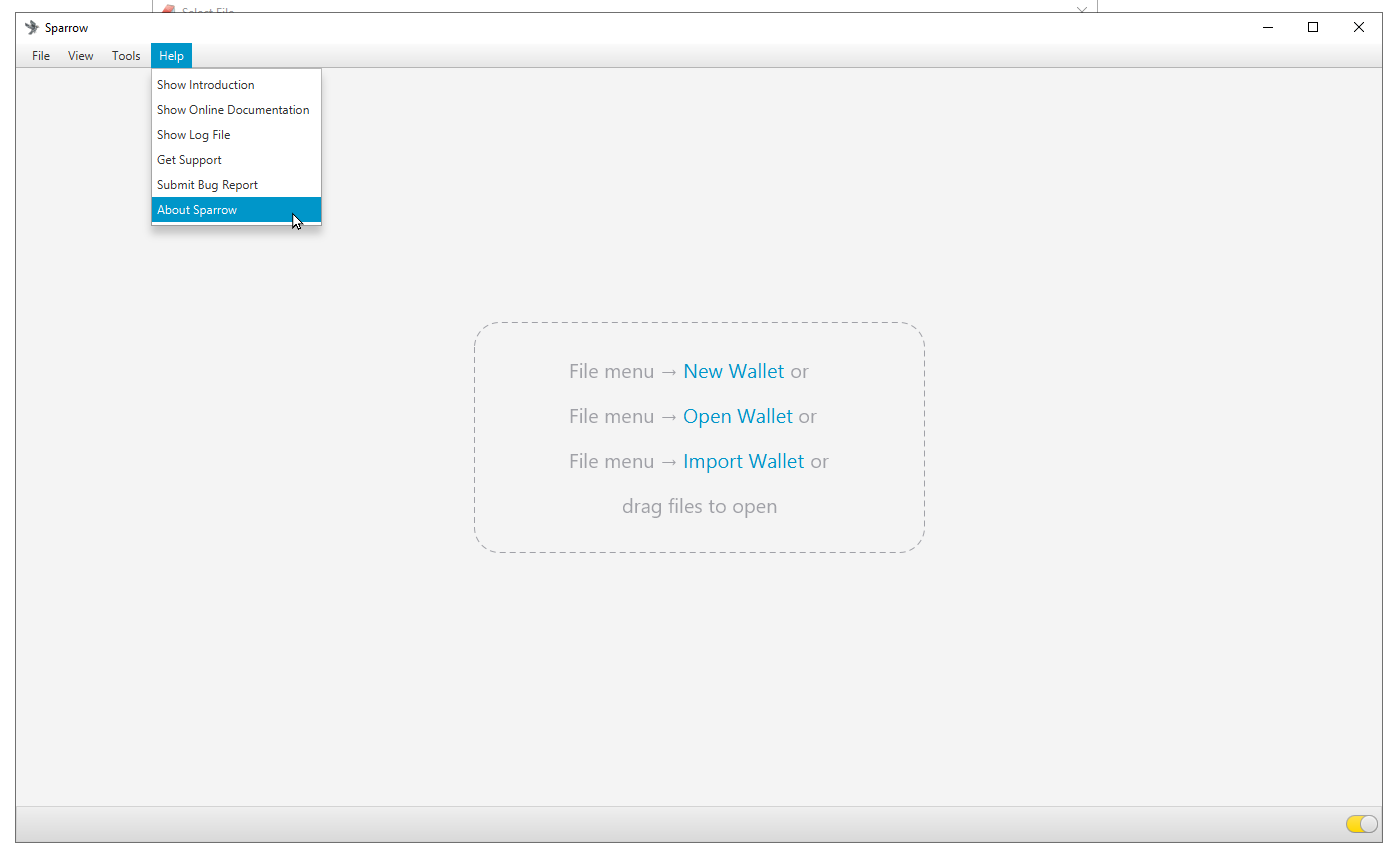 Select File
Sparrow
File View Tools Help
Show Introduction
Show Online Documentation
Show Log File
Get Support
Submit Bug Report
About Sparrow
File menu → New Wallet or
File menu → Open Wallet or
File menu → Import Wallet or
drag files to open